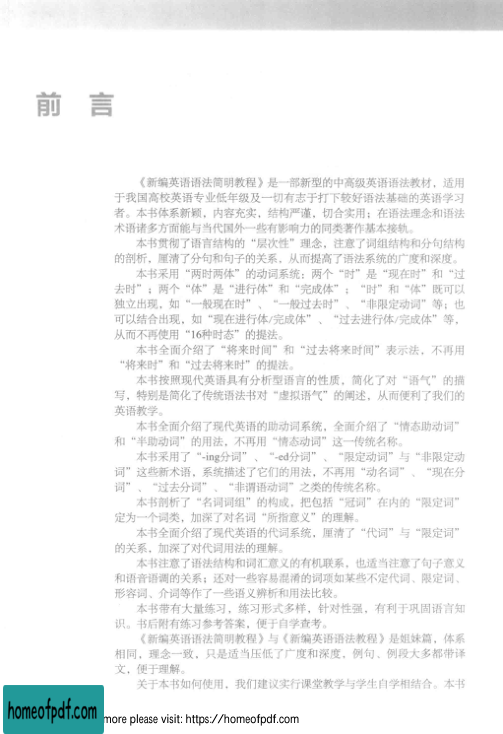 前 言
《新编英语语法简明教程》是一部新型的中高级英语语法教材，适用
于我国高校英语专业低年级及一切有志于打下较好语法基础的英语学习
者。本书体系新颖，内容充实，结构严谨，切合实用；在语法理念和语法
术语诸多方面能与当代国外一些有影响力的同类著作基本接轨。
本书贯彻了语言结构的“层次性”理念，注意了词组结构和分句结构
的剖析，厘清了分句和句子的关系，从而提高了语法系统的广度和深度。
本书采用“两时两体”的动词系统：两个“时”是“现在时”和“过
去时”；两个“体”是“进行体”和“完成体”；“时”和“体”既可以
独立出现，如“一般现在时”、“一般过去时”、“非限定动词”等；也
可以结合出现，如“现在进行体/完成体”、“过去进行体/完成体”等，
从而不再使用“16种时态”的提法。
本书全面介绍了“将来时间”和“过去将来时间”表示法，不再用
“将来时”和“过去将来时”的提法。
本书按照现代英语具有分析型语言的性质，简化了对“语气”的描
写，特别是简化了传统语法书对“虚拟语气”的阐述，从而便利了我们的
英语教学。
本书全面介绍了现代英语的助动词系统，全面介绍了“情态助动词”
和“半助动词”的用法，不再用“情态动词”这一传统名称。
本书采用了“-ing分词”、“-ed分词”、“限定动词”与“非限定动
词”这些新术语，系统描述了它们的用法，不再用“动名词”、“现在分
词”、“过去分词”、“非谓语动词”之类的传统名称。
本书剖析了“名词词组”的构成，把包括“冠词”在内的“限定词”
定为一个词类，加深了对名词“所指意义”的理解。
本书全面介绍了现代英语的代词系统，厘清了“代词”与“限定词”
的关系，加深了对代词用法的理解。
本书注意了语法结构和词汇意义的有机联系，也适当注意了句子意义
和语音语调的关系；还对一些容易混淆的词项如某些不定代词、限定词、
形容词、介词等作了一些语义辨析和用法比较。
本书带有大量练习，练习形式多样，针对性强，有利于巩固语言知
识。书后附有练习参考答案，便于自学查考。
《新编英语语法简明教程》与《新编英语语法教程》是姐妹篇，体系
相同，理念一致，只是适当压低了广度和深度，例句、例段大多都带译
文，便于理解。
关于本书如何使用，我们建议实行课堂教学与学生自学相结合。本书
homeofpdf.com
more please visit: https://homeofpdf.com